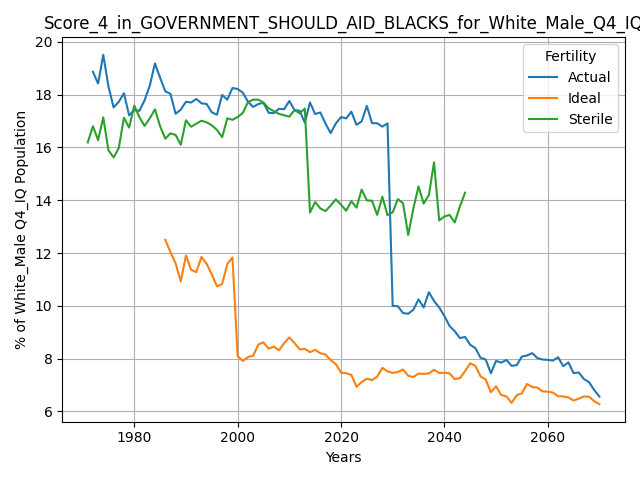 Score_4_in_GOVERNMENT_SHOULD_AID_BLACKS_for_White_Male_Q4_IQ
% of White_Male Q4_IQ Population
20
18
16
14
12
10
8
6
Fertility
Actual
Ideal
Sterile
1980
2000
2020
2040
2060
Years